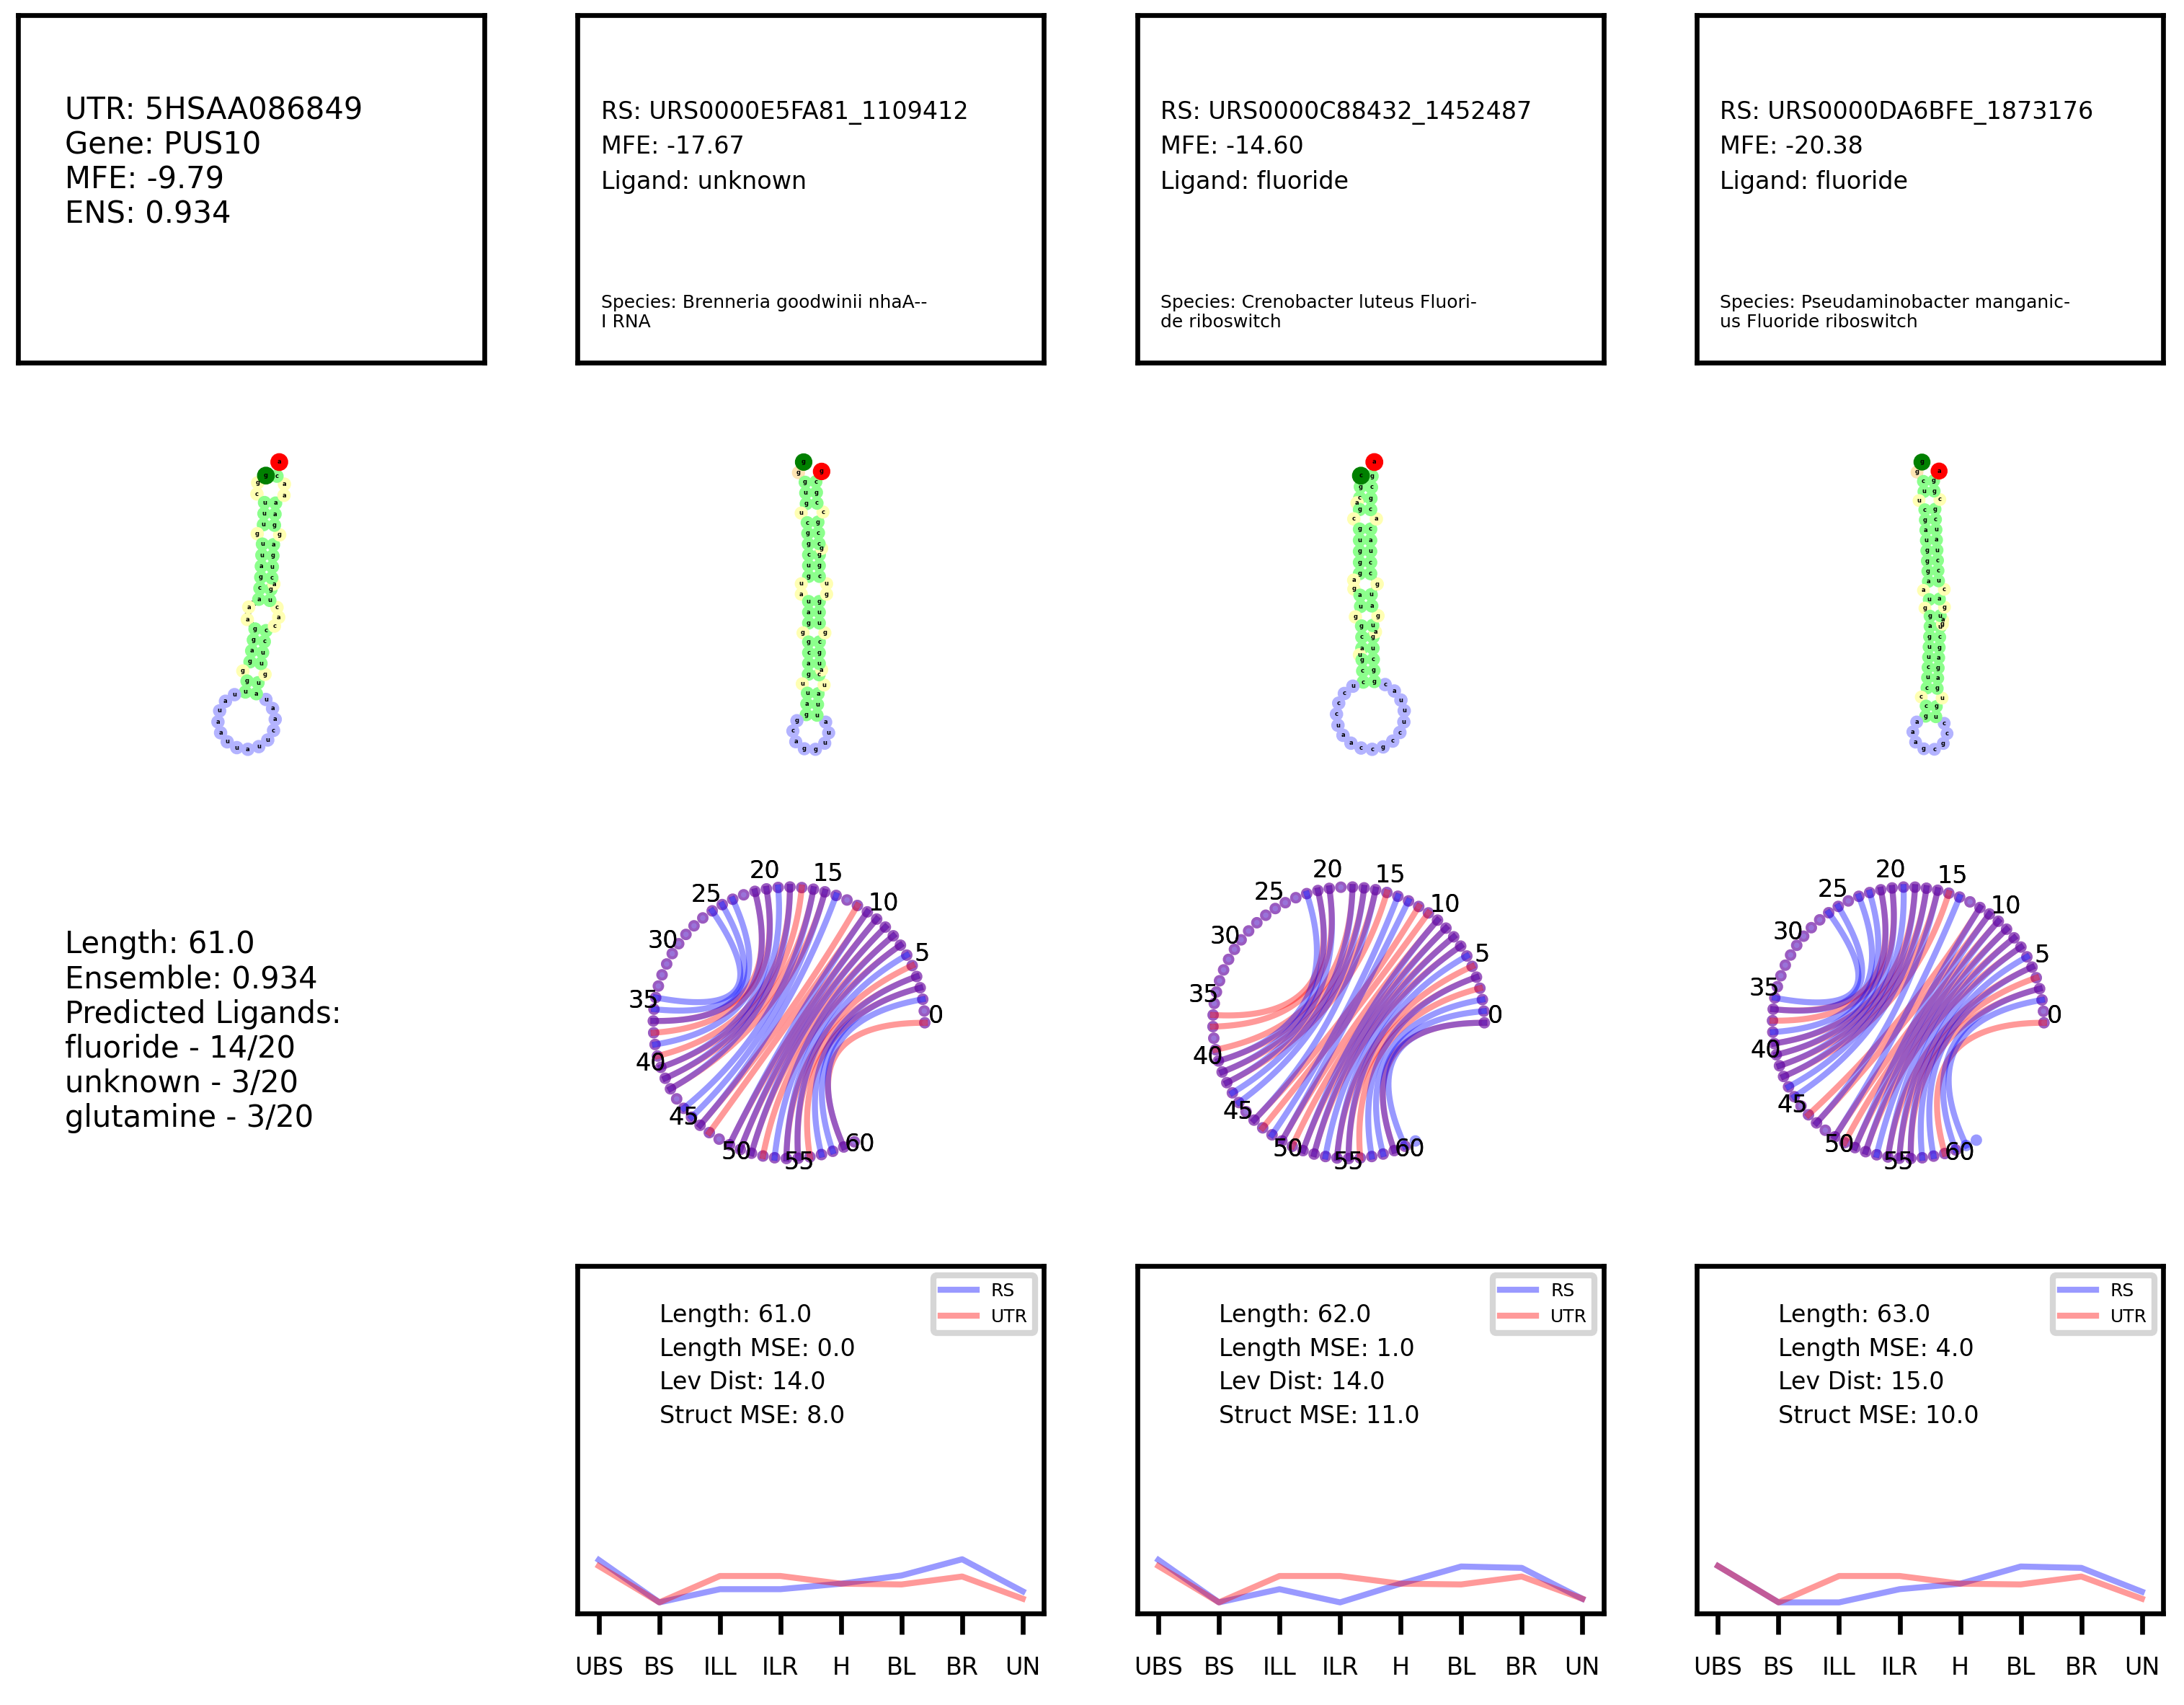 UTR: 5HSAA086849
Gene: PUS10
MFE: -9.79
ENS: 0.934
RS: URS0000E5FA81_1109412
MFE: -17.67
Ligand: unknown
Species: Brenneria goodwinii nhaA--
I RNA
RS: URS0000C88432_1452487
MFE: -14.60
Ligand: fluoride
Species: Crenobacter luteus Fluori-
de riboswitch
RS: URS0000DA6BFE_1873176
MFE: -20.38
Ligand: fluoride
Species: Pseudaminobacter manganic-
us Fluoride riboswitch
Length: 61.0
Ensemble: 0.934
Predicted Ligands:
fluoride - 14/20
unknown - 3/20
glutamine - 3/20
0
5
10
15
20
25
30
35
40
45
50
55
60
0
5
10
15
20
25
30
35
40
45
50
55
60
0
5
10
15
20
25
30
35
40
45
50
55
60
RS
UTR
Length: 61.0
Length MSE: 0.0
Lev Dist: 14.0
Struct MSE: 8.0
UBS BS ILL ILR H BL BR UN
RS
UTR
Length: 62.0
Length MSE: 1.0
Lev Dist: 14.0
Struct MSE: 11.0
UBS BS ILL ILR H BL BR UN
RS
UTR
Length: 63.0
Length MSE: 4.0
Lev Dist: 15.0
Struct MSE: 10.0
UBS BS ILL ILR H BL BR UN